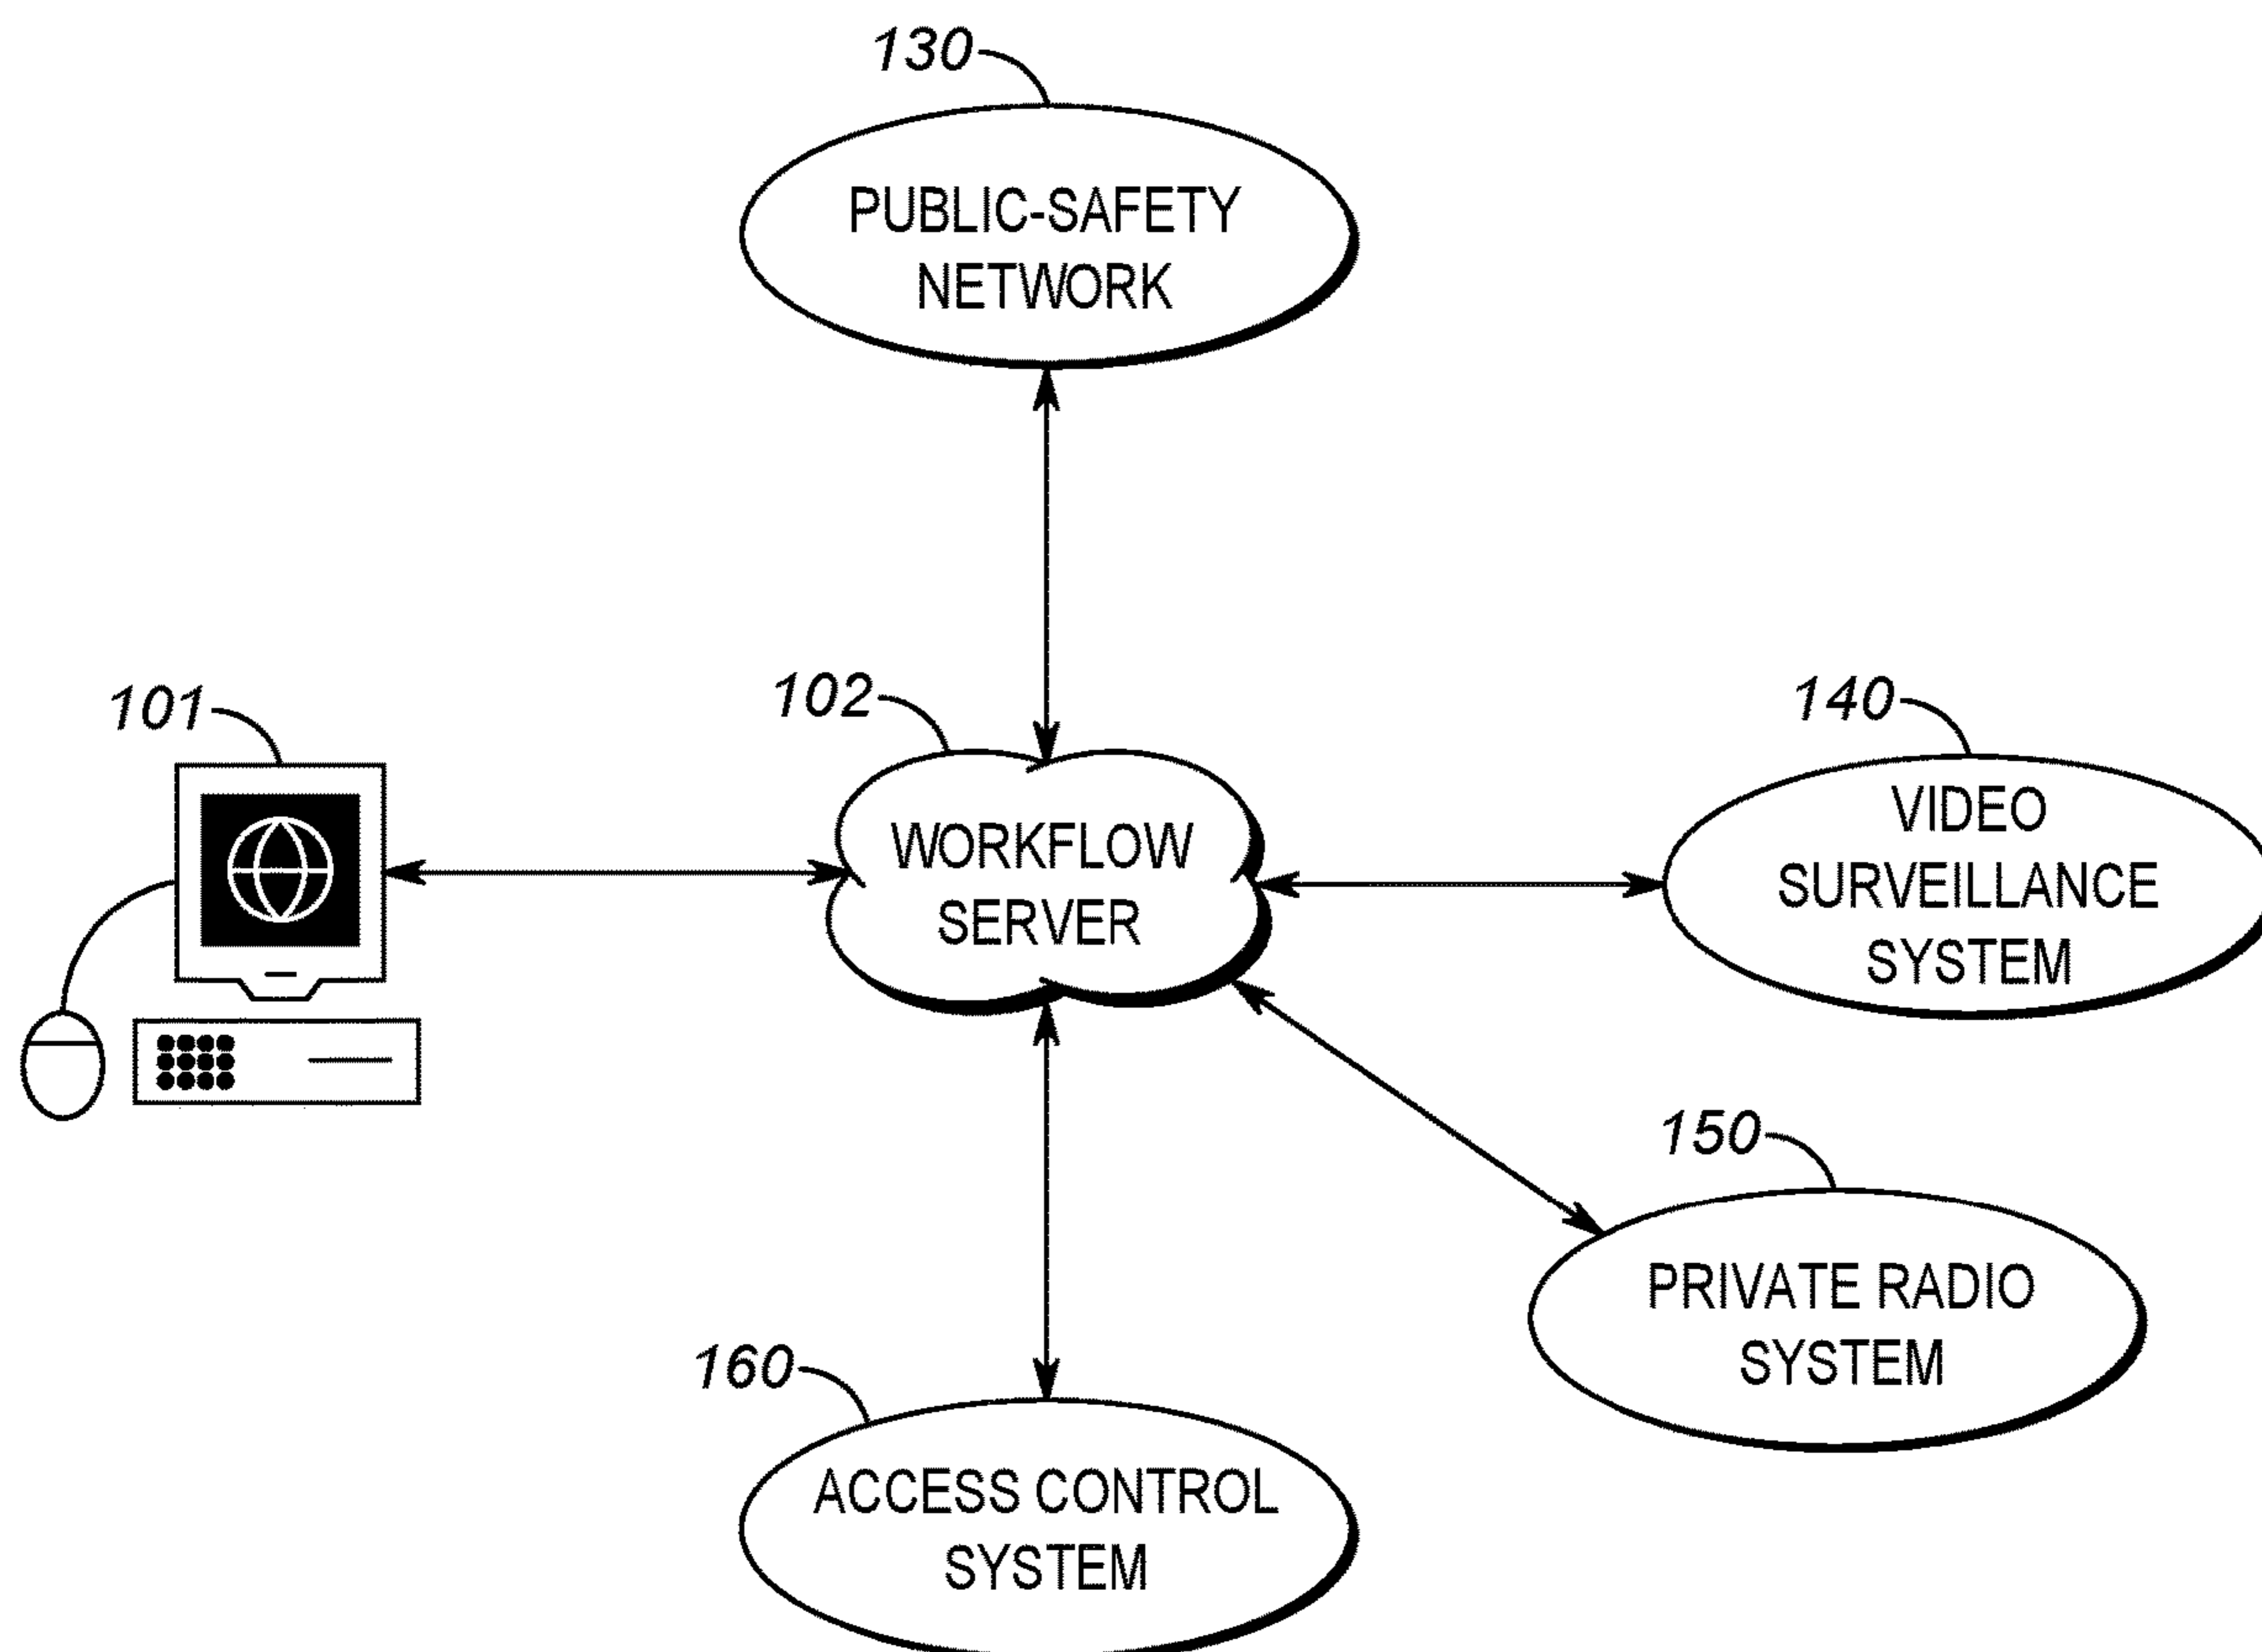 130
PUBLIC-SAFETY
NETWORK
101
102
WORKFLOW
SERVER
140
VIDEO
SURVEILLANCE
SYSTEM
150
PRIVATE RADIO
SYSTEM
160
ACCESS CONTROL
SYSTEM